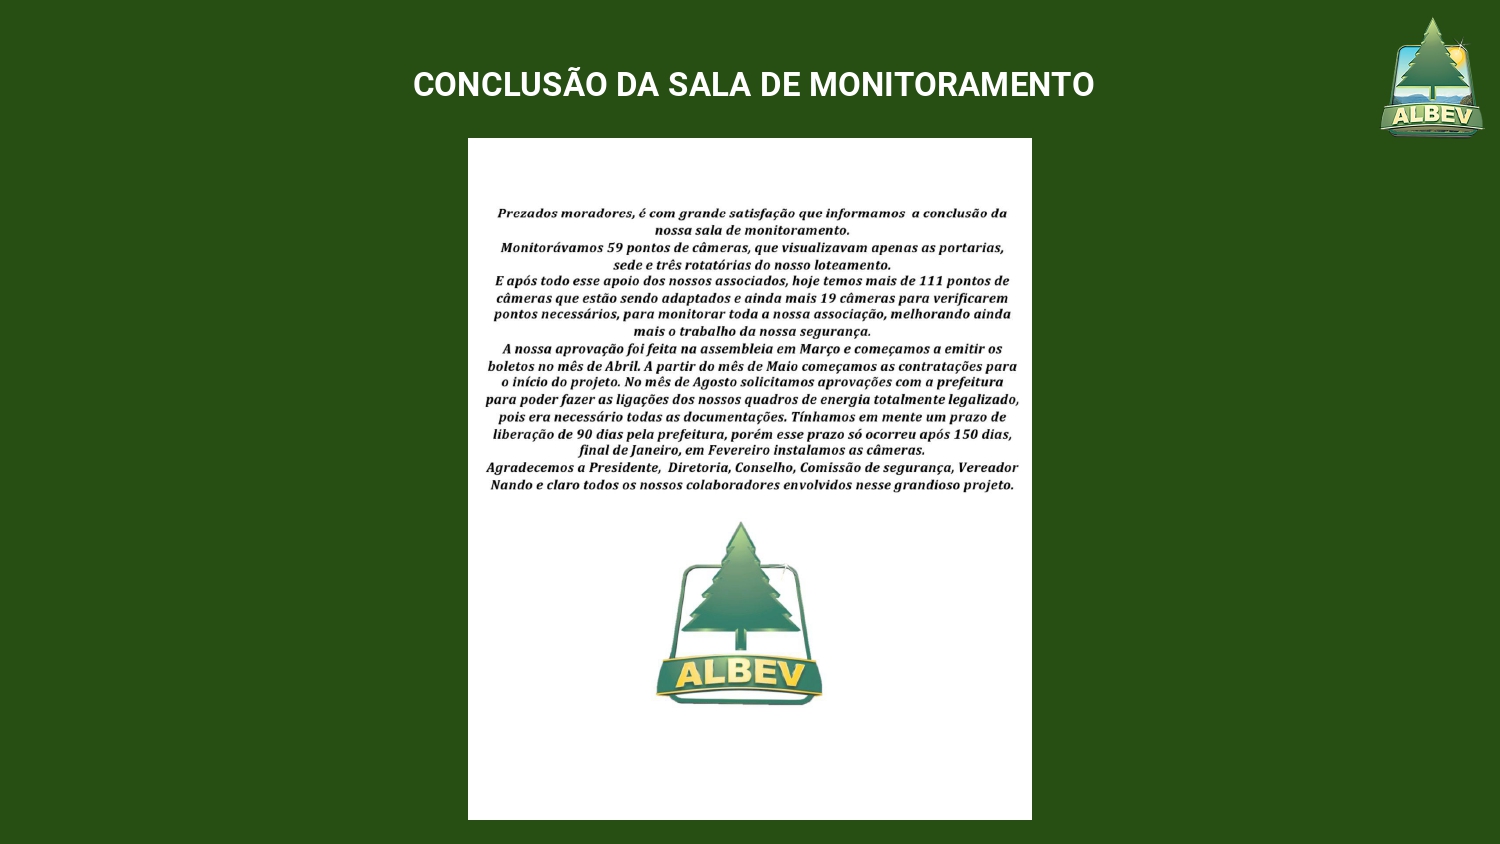 CONCLUSÃO DA SALA DE MONITORAMENTO
ALBEV
Prezados moradores, é com grande satisfação que informamos a conclusão da
nossa sala de monitoramento.
Monitorávamos 59 pontos de câmeras, que visualizavam apenas as portarias,
sede e três rotatórias do nosso loteamento.
E após todo esse apoio dos nossos associados, hoje temos mais de 111 pontos de
câmeras que estão sendo adaptados e ainda mais 19 câmeras para verificarem
pontos necessários, para monitorar toda a nossa associação, melhorando ainda
mais o trabalho da nossa segurança.
A nossa aprovação foi feita na assembleia em Março e começamos a emitir os
boletos no mês de Abril. A partir do mês de Maio começamos as contratações para
o início do projeto. No mês de Agosto solicitamos aprovações com a prefeitura
para poder fazer as ligações dos nossos quadros de energia totalmente legalizado,
pois era necessário todas as documentações. Tínhamos em mente um prazo de
liberação de 90 dias pela prefeitura, porém esse prazo só ocorreu após 150 dias,
final de Janeiro, em Fevereiro instalamos as câmeras.
Agradecemos a Presidente, Diretoria, Conselho, Comissão de segurança, Vereador
Nando e claro todos os nossos colaboradores envolvidos nesse grandioso projeto.
ALBEV